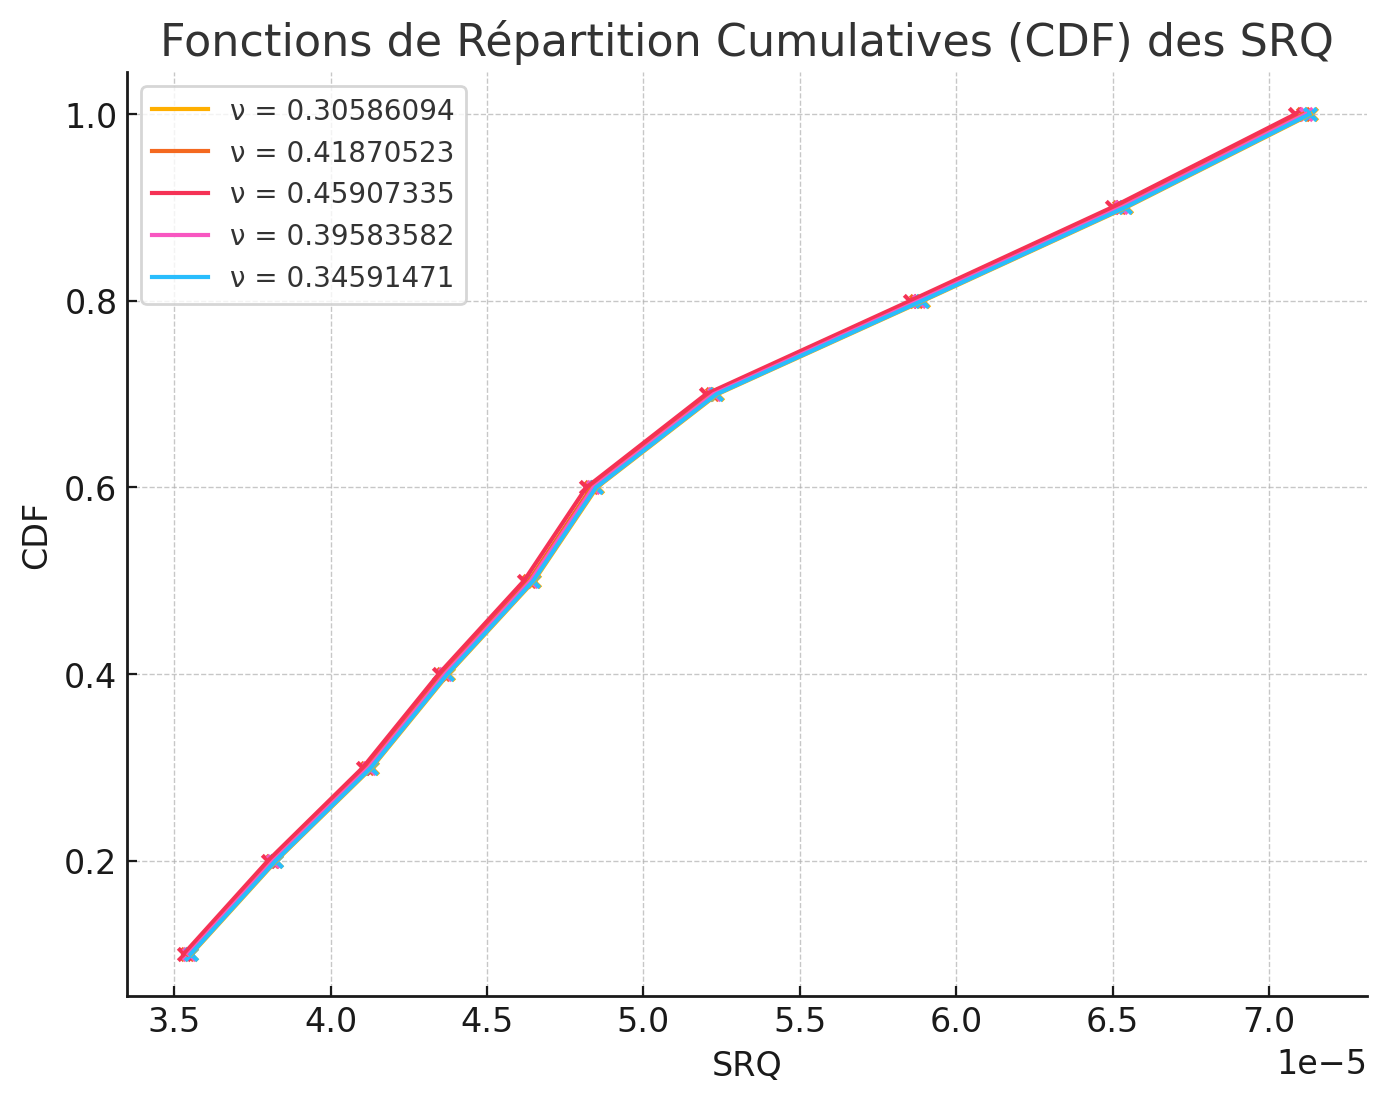 Fonctions de Répartition Cumulatives (CDF) des SRQ
ν = 0.30586094
ν = 0.41870523
ν = 0.45907335
ν = 0.39583582
ν = 0.34591471
1.0
0.8
0.6
0.4
0.2
CDF
3.5 4.0 4.5 5.0 5.5 6.0 6.5 7.0
1e−5
SRQ